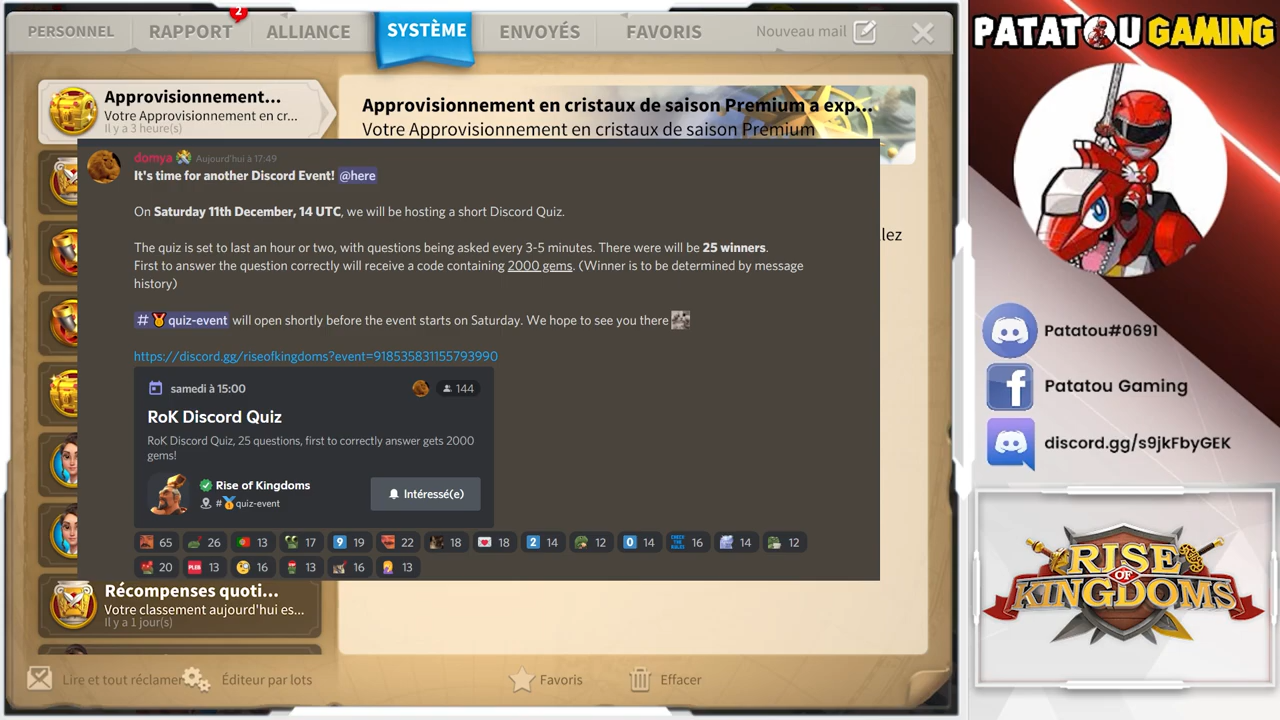 PERSONNEL
RAPPORT
2
ALLIANCE
SYSTÈME
ENVOYÉS
FAVORIS
Nouveau mail
PATATOU GAMING
Approvisionnement...
Votre Approvisionnement en cr...
Il y a 3 heure(s)
Approvisionnement en cristaux de saison Premium a exp...
Votre Approvisionnement en cristaux de saison Premium
llez
domya Aujourd'hui à 17:49
It's time for another Discord Event! @here
On Saturday 11th December, 14 UTC, we will be hosting a short Discord Quiz.
The quiz is set to last an hour or two, with questions being asked every 3-5 minutes. There were will be 25 winners.
First to answer the question correctly will receive a code containing 2000 gems. (Winner is to be determined by message
history)
# quiz-event will open shortly before the event starts on Saturday. We hope to see you there
https://discord.gg/riseofkingdoms?event=918535831155793990
samedi à 15:00
144
RoK Discord Quiz
RoK Discord Quiz, 25 questions, first to correctly answer gets 2000
gems!
Rise of Kingdoms
# quiz-event
Intéressé(e)
65 26 13 17 9 19 22 18 18 2 14 12 0 14 16 14 12
20 13 16 13 16 13
Récompenses quoti...
Votre classement aujourd'hui es...
Il y a 1 jour(s)
Lire et tout réclamer
Éditeur par lots
Favoris
Effacer
Patatou#0691
Patatou Gaming
discord.gg/s9jkFbyGEK
RISE
OF
KINGDOMS